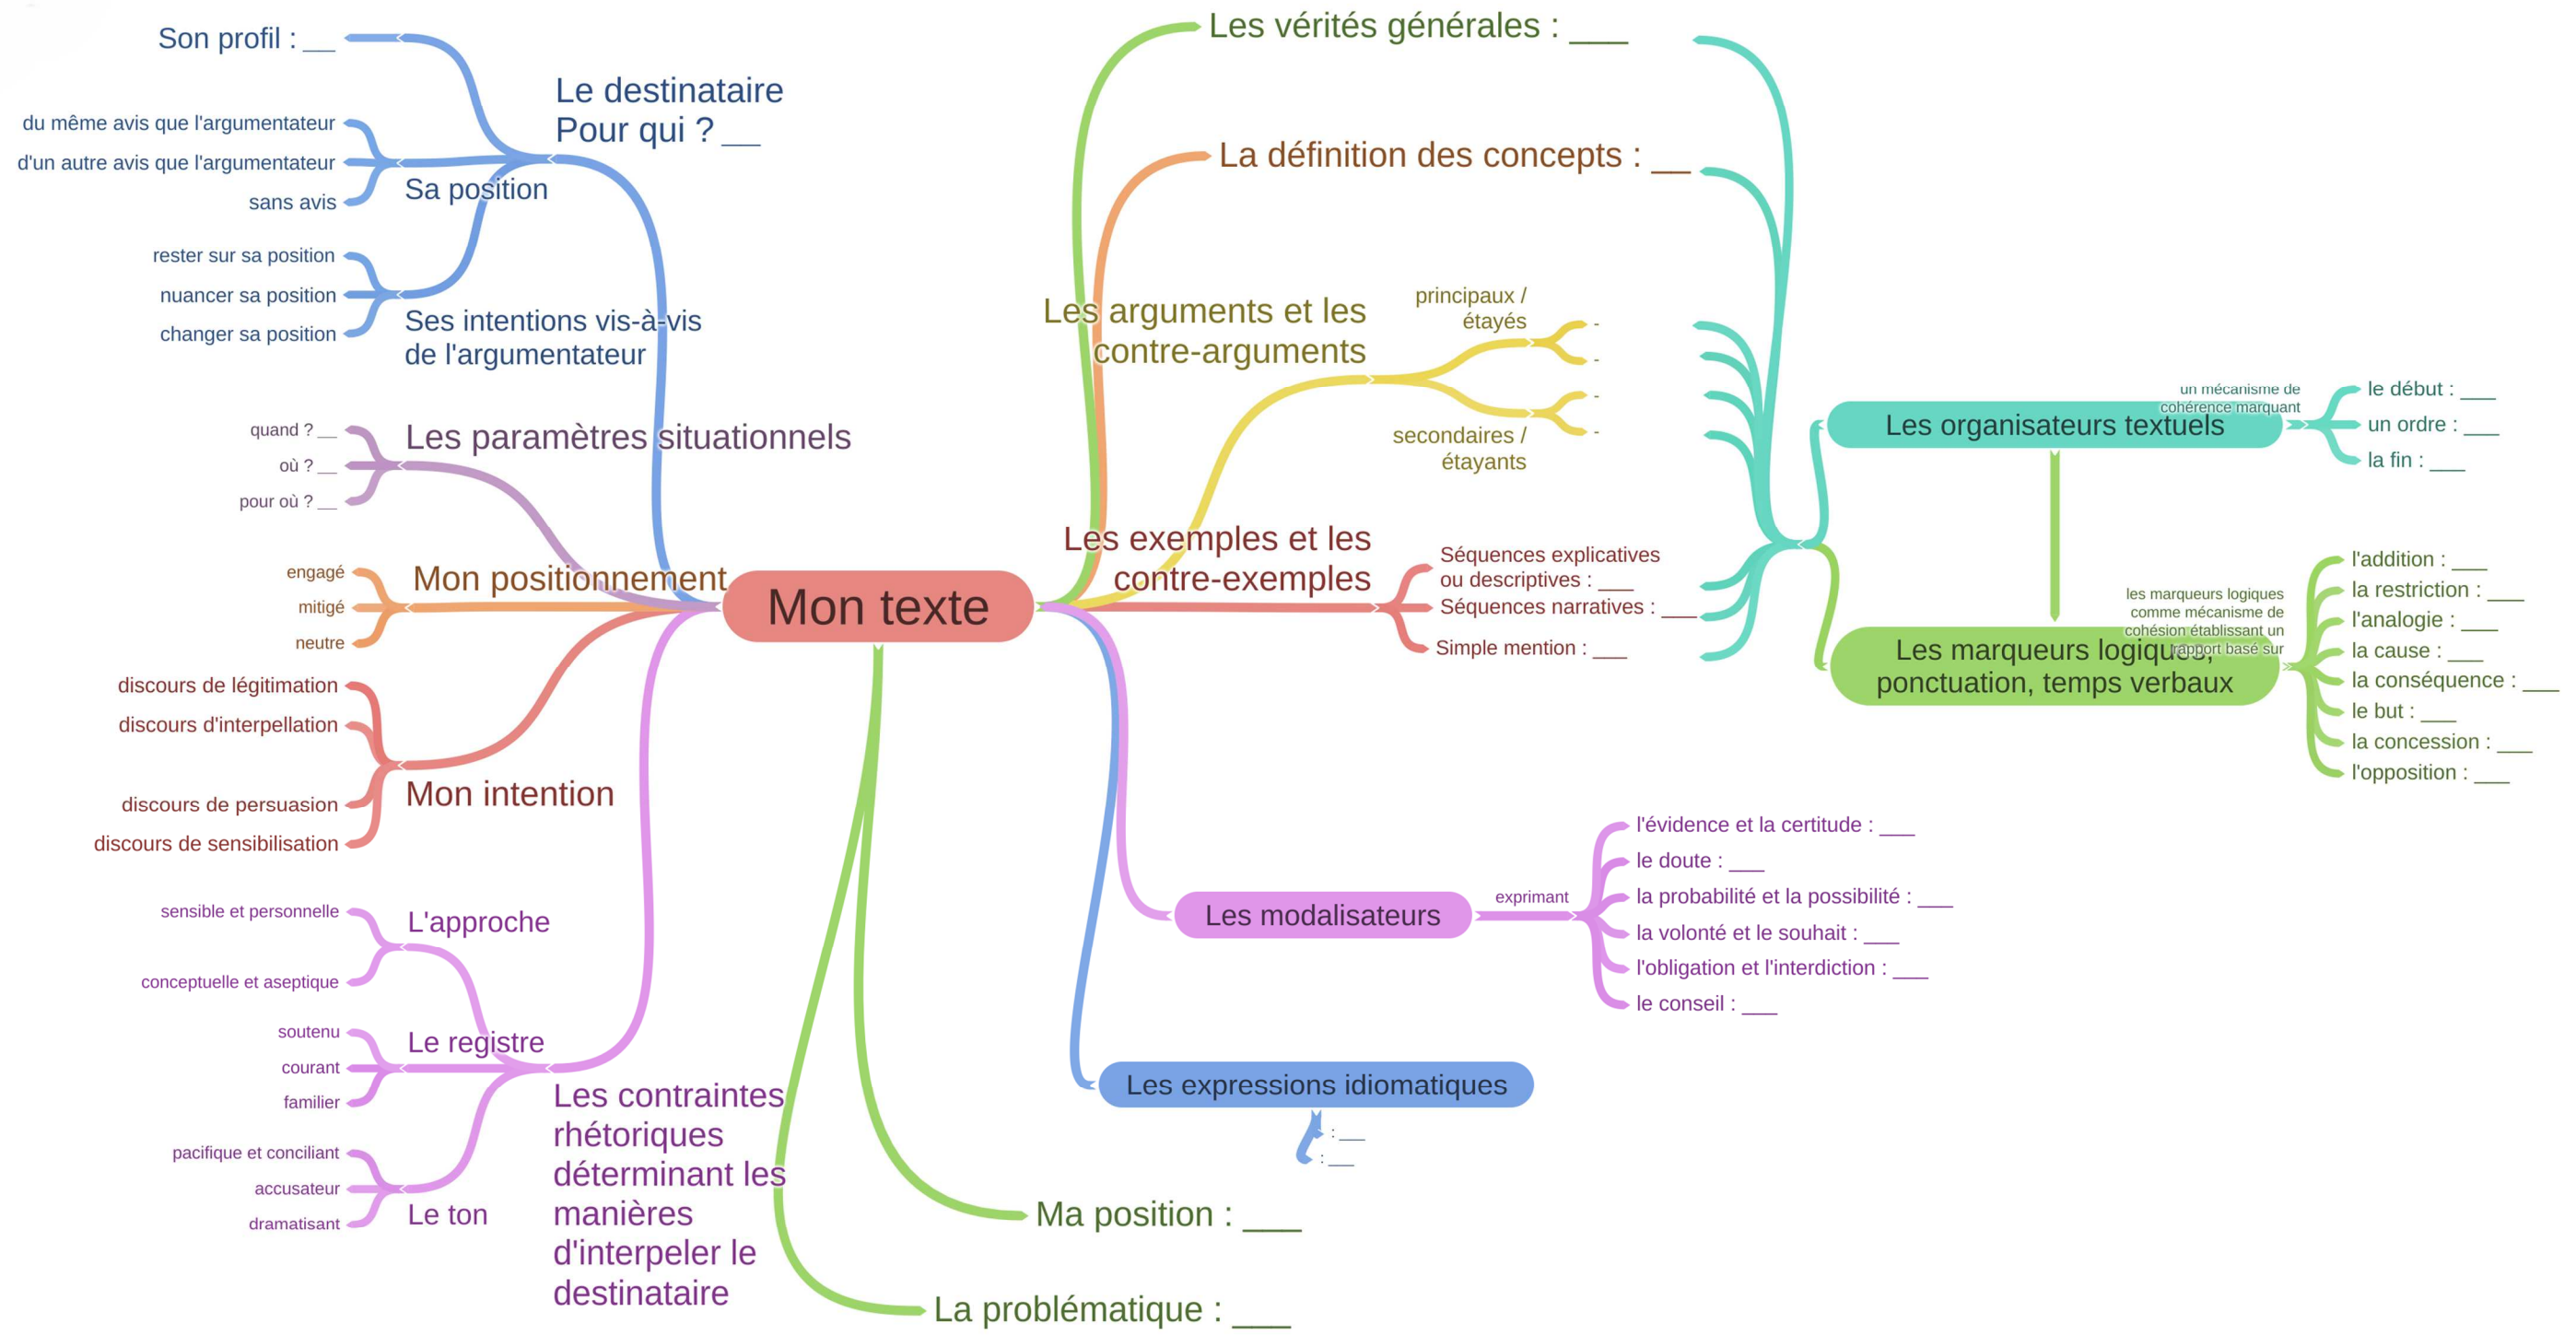 Son profil : __
Le destinataire
Pour qui ? __
du même avis que l'argumentateur
d'un autre avis que l'argumentateur
sans avis
Sa position
rester sur sa position
nuancer sa position
changer sa position
Ses intentions vis-à-vis
de l'argumentateur
quand ? __
où ? __
pour où ? __
Les paramètres situationnels
engagé
mitigé
neutre
Mon positionnement
discours de légitimation
discours d'interpellation
discours de persuasion
discours de sensibilisation
Mon intention
sensible et personnelle
conceptuelle et aseptique
L'approche
soutenu
courant
familier
Le registre
pacifique et conciliant
accusateur
dramatisant
Le ton
Les contraintes
rhétoriques
déterminant les
manières
d'interpeler le
destinataire
Mon texte
Les vérités générales : ___
La définition des concepts : __
Les arguments et les
contre-arguments
principaux /
étayés
-
-
secondaires /
étayants
-
-
Les exemples et les
contre-exemples
Séquences explicatives
ou descriptives : ___
Séquences narratives : ___
Simple mention : ___
Les organisateurs textuels
un mécanisme de
cohérence marquant
le début : ___
un ordre : ___
la fin : ___
Les marqueurs logiques,
ponctuation, temps verbaux
les marqueurs logiques
comme mécanisme de
cohésion établissant un
rapport basé sur
l'addition : ___
la restriction : ___
l'analogie : ___
la cause : ___
la conséquence : ___
le but : ___
la concession : ___
l'opposition : ___
Les modalisateurs
exprimant
l'évidence et la certitude : ___
le doute : ___
la probabilité et la possibilité : ___
la volonté et le souhait : ___
l'obligation et l'interdiction : ___
le conseil : ___
Les expressions idiomatiques
: ___
: ___
Ma position : ___
La problématique : ___